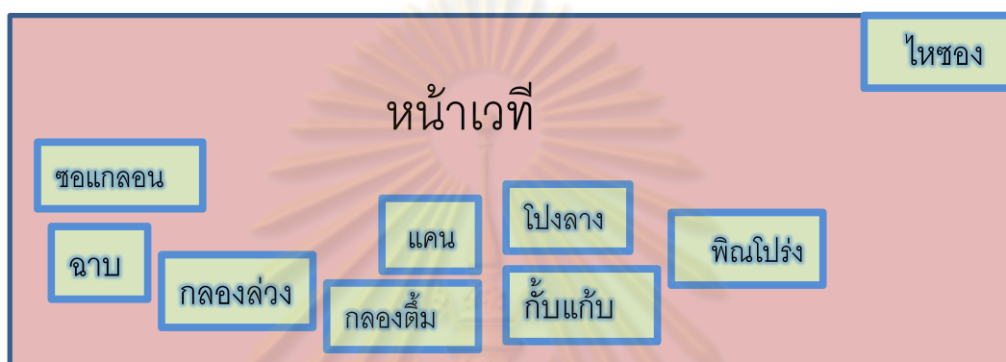 ไหซอง
หน้าเวที
ซอแกลอน
แคน
โปงลาง
พิณโปร่ง
ฉาบ
กลองล่วง
กลองตึ้ม
กั้บแก้บ